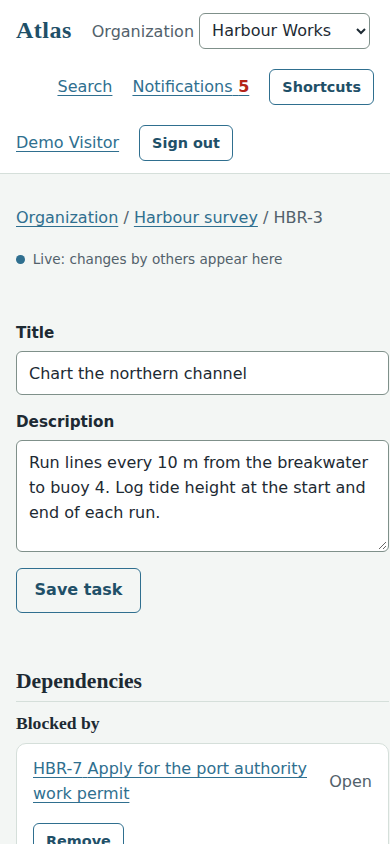 Atlas Organization Harbour Works
Search Notifications 5 Shortcuts
Demo Visitor Sign out
Organization / Harbour survey / HBR-3
Live: changes by others appear here
Title
Chart the northern channel
Description
Run lines every 10 m from the breakwater
to buoy 4. Log tide height at the start and
end of each run.
Save task
Dependencies
Blocked by
HBR-7 Apply for the port authority
work permit
Open
Remove